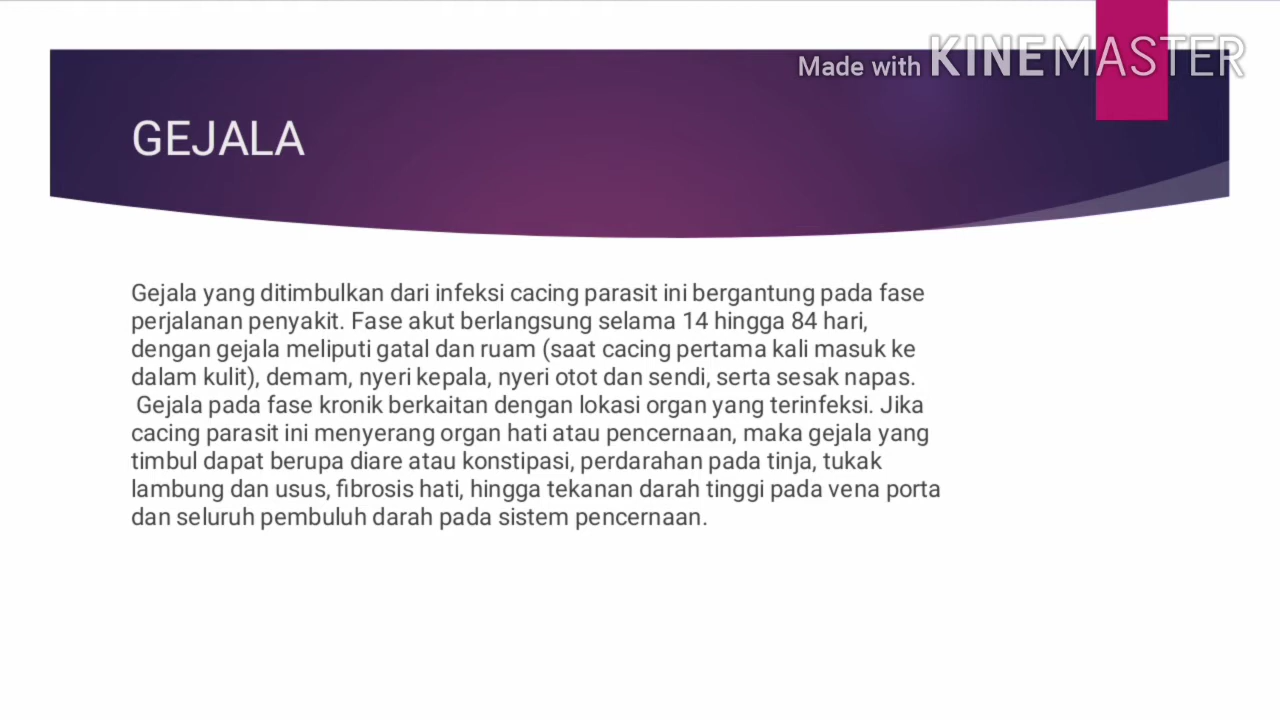 Made with KINEMASTER
GEJALA
Gejala yang ditimbulkan dari infeksi cacing parasit ini bergantung pada fase
perjalanan penyakit. Fase akut berlangsung selama 14 hingga 84 hari,
dengan gejala meliputi gatal dan ruam (saat cacing pertama kali masuk ke
dalam kulit), demam, nyeri kepala, nyeri otot dan sendi, serta sesak napas.
Gejala pada fase kronik berkaitan dengan lokasi organ yang terinfeksi. Jika
cacing parasit ini menyerang organ hati atau pencernaan, maka gejala yang
timbul dapat berupa diare atau konstipasi, perdarahan pada tinja, tukak
lambung dan usus, fibrosis hati, hingga tekanan darah tinggi pada vena porta
dan seluruh pembuluh darah pada sistem pencernaan.